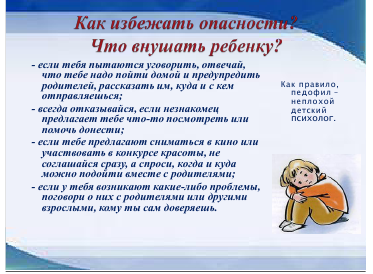 Как избежать опасности?
Что внушать ребенку?
- если тебя пытаются уговорить, отвечай,
что тебе надо пойти домой и предупредить
родителей, рассказать им, куда и с кем
отправляешься;
- всегда отказывайся, если незнакомец
предлагает тебе что-то посмотреть или
помочь донести;
- если тебе предлагают сниматься в кино или
участвовать в конкурсе красоты, не
соглашайся сразу, а спроси, когда и куда
можно подойти вместе с родителями;
- если у тебя возникают какие-либо проблемы,
поговори о них с родителями или другими
взрослыми, кому ты сам доверяешь.
Как правило,
педофил –
неплохой
детский
психолог.